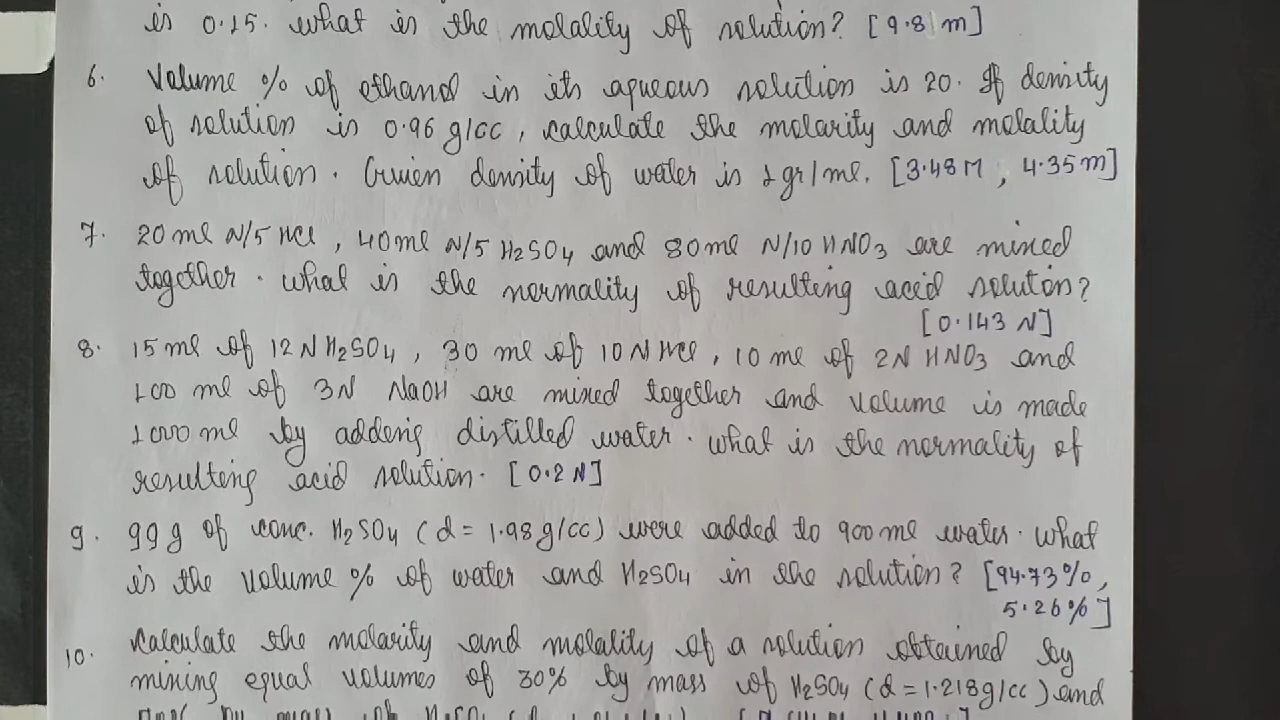 is 0.15. what is the molality of solution? [9.8 m]
6. Volume % of ethanol in its aqueous solution is 20. If density
of solution is 0.96 g/cc, calculate the molarity and molality
of solution. Given density of water is 1 gr/ml. [3.48 M, 4.35 m]
7. 20 ml N/5 HCl, 40 ml N/5 H2SO4 and 80 ml N/10 HNO3 are mixed
together. what is the normality of resulting acid soluton?
[0.143 N]
8. 15 ml of 12 N H2SO4, 30 ml of 10 N HCl, 10 ml of 2N HNO3 and
100 ml of 3N NaOH are mixed together and volume is made
1000 ml by adding distilled water. what is the normality of
resulting acid solution. [0.2 N]
9. 99 g of conc. H2SO4 (d = 1.98 g/cc) were added to 900 ml water. what
is the volume % of water and H2SO4 in the solution? [94.73%,
5.26%]
10. Calculate the molarity and molality of a solution obtained by
mixing equal volumes of 30% by mass of H2SO4 (d = 1.218 g/cc) and